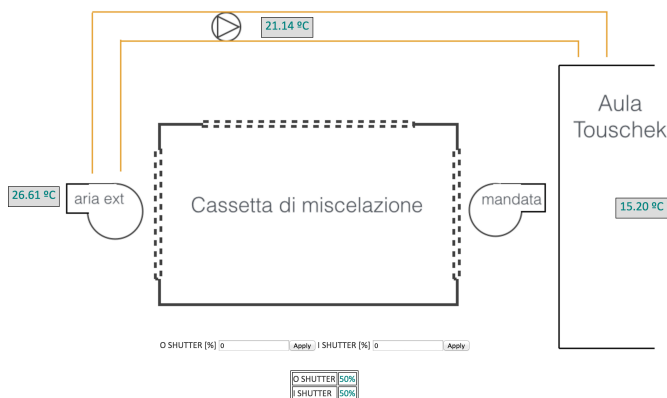 21.14 ºC
Aula
Touschek
26.61 ºC
aria ext
Cassetta di miscelazione
mandata
15.20 ºC
O SHUTTER [%] 0 Apply I SHUTTER [%] 0 Apply
O SHUTTER 50%
I SHUTTER 50%